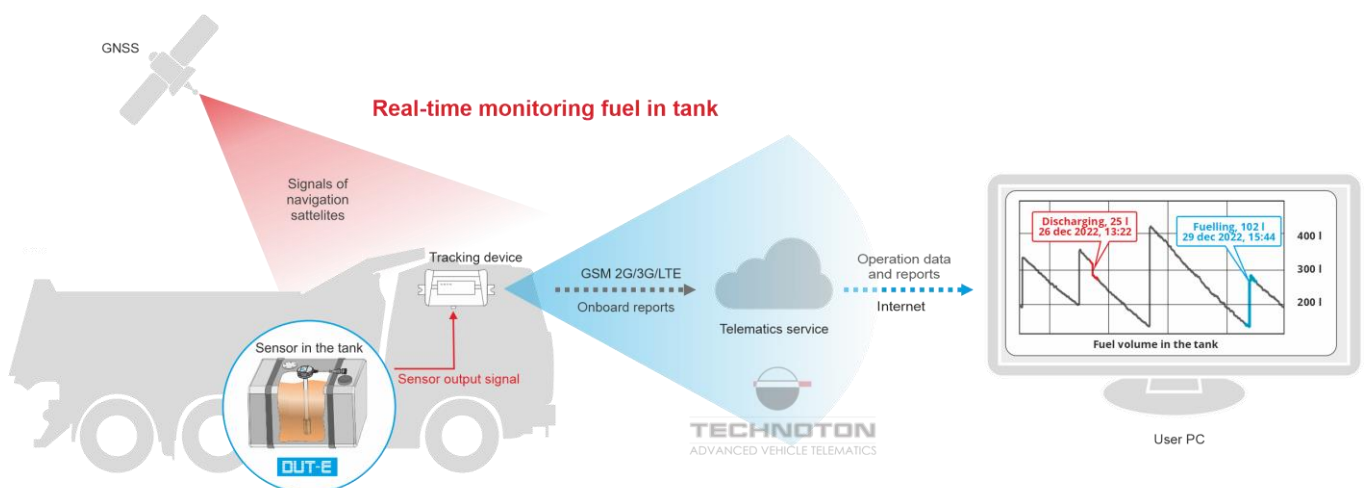 GNSS
Real-time monitoring fuel in tank
Signals of
navigation
sattelites
Tracking device
Sensor in the tank
Sensor output signal
DUT-E
GSM 2G/3G/LTE
Onboard reports
Telematics service
Operation data
and reports
Internet
TECHNOTON
ADVANCED VEHICLE TELEMATICS
Discharging, 25 l
26 dec 2022, 13:22
Fuelling, 102 l
29 dec 2022, 15:44
400 l
300 l
200 l
Fuel volume in the tank
User PC